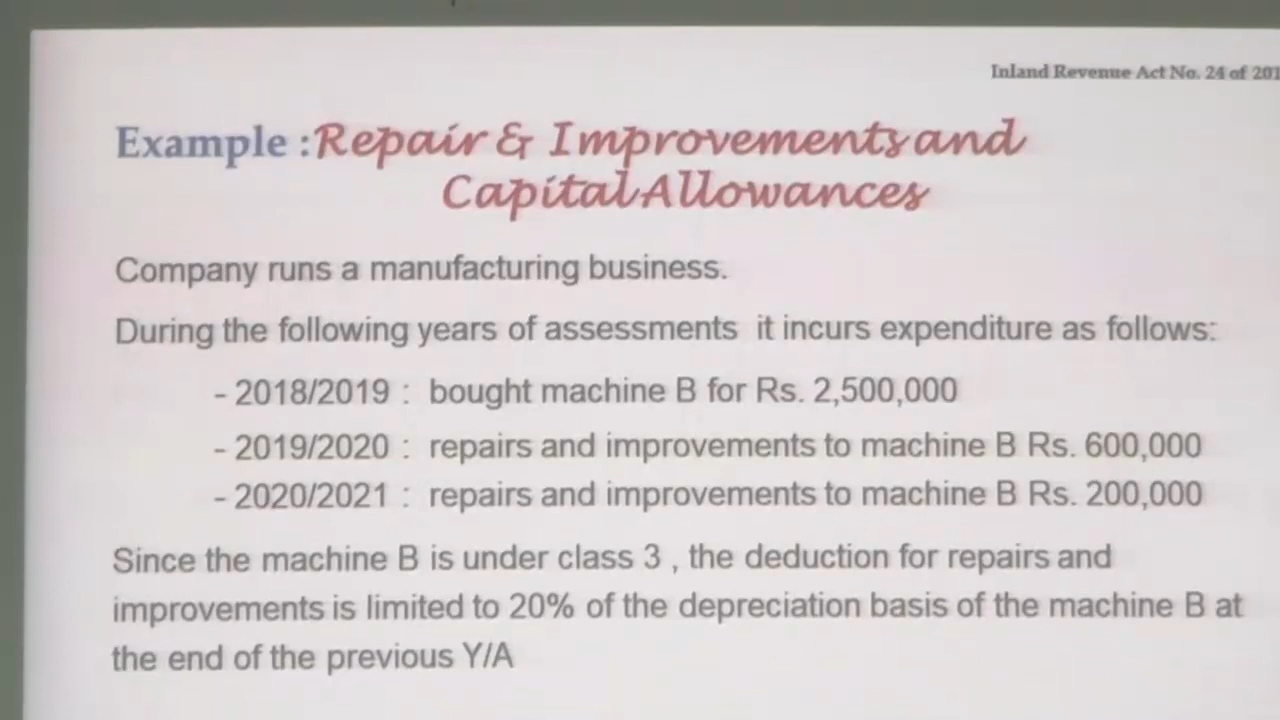 Inland Revenue Act No. 24 of 201
Example : Repair & Improvements and
Capital Allowances
Company runs a manufacturing business.
During the following years of assessments it incurs expenditure as follows:
- 2018/2019 : bought machine B for Rs. 2,500,000
- 2019/2020 : repairs and improvements to machine B Rs. 600,000
- 2020/2021 : repairs and improvements to machine B Rs. 200,000
Since the machine B is under class 3 , the deduction for repairs and
improvements is limited to 20% of the depreciation basis of the machine B at
the end of the previous Y/A